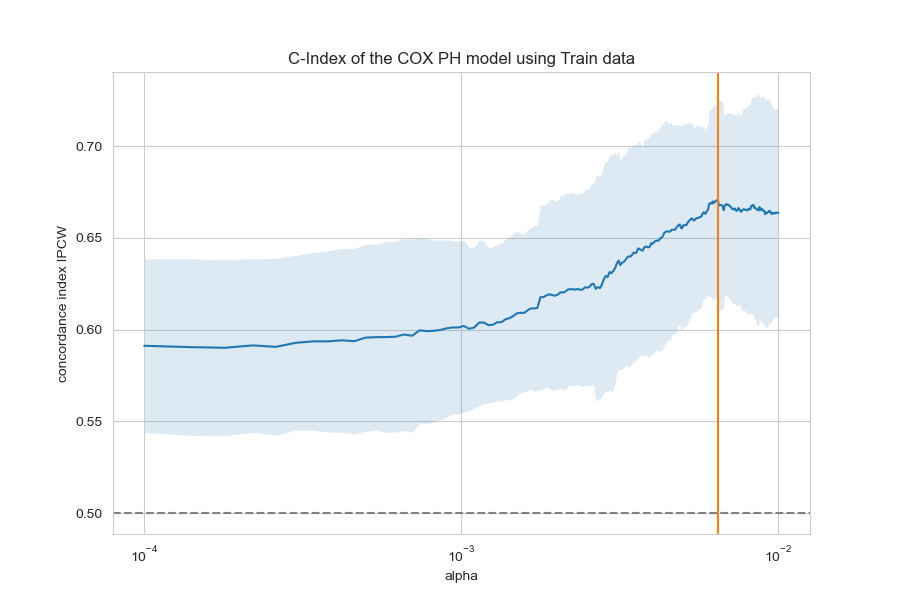 C-Index of the COX PH model using Train data
concordance index IPCW
0.70
0.65
0.60
0.55
0.50
10⁻⁴
10⁻³
10⁻²
alpha